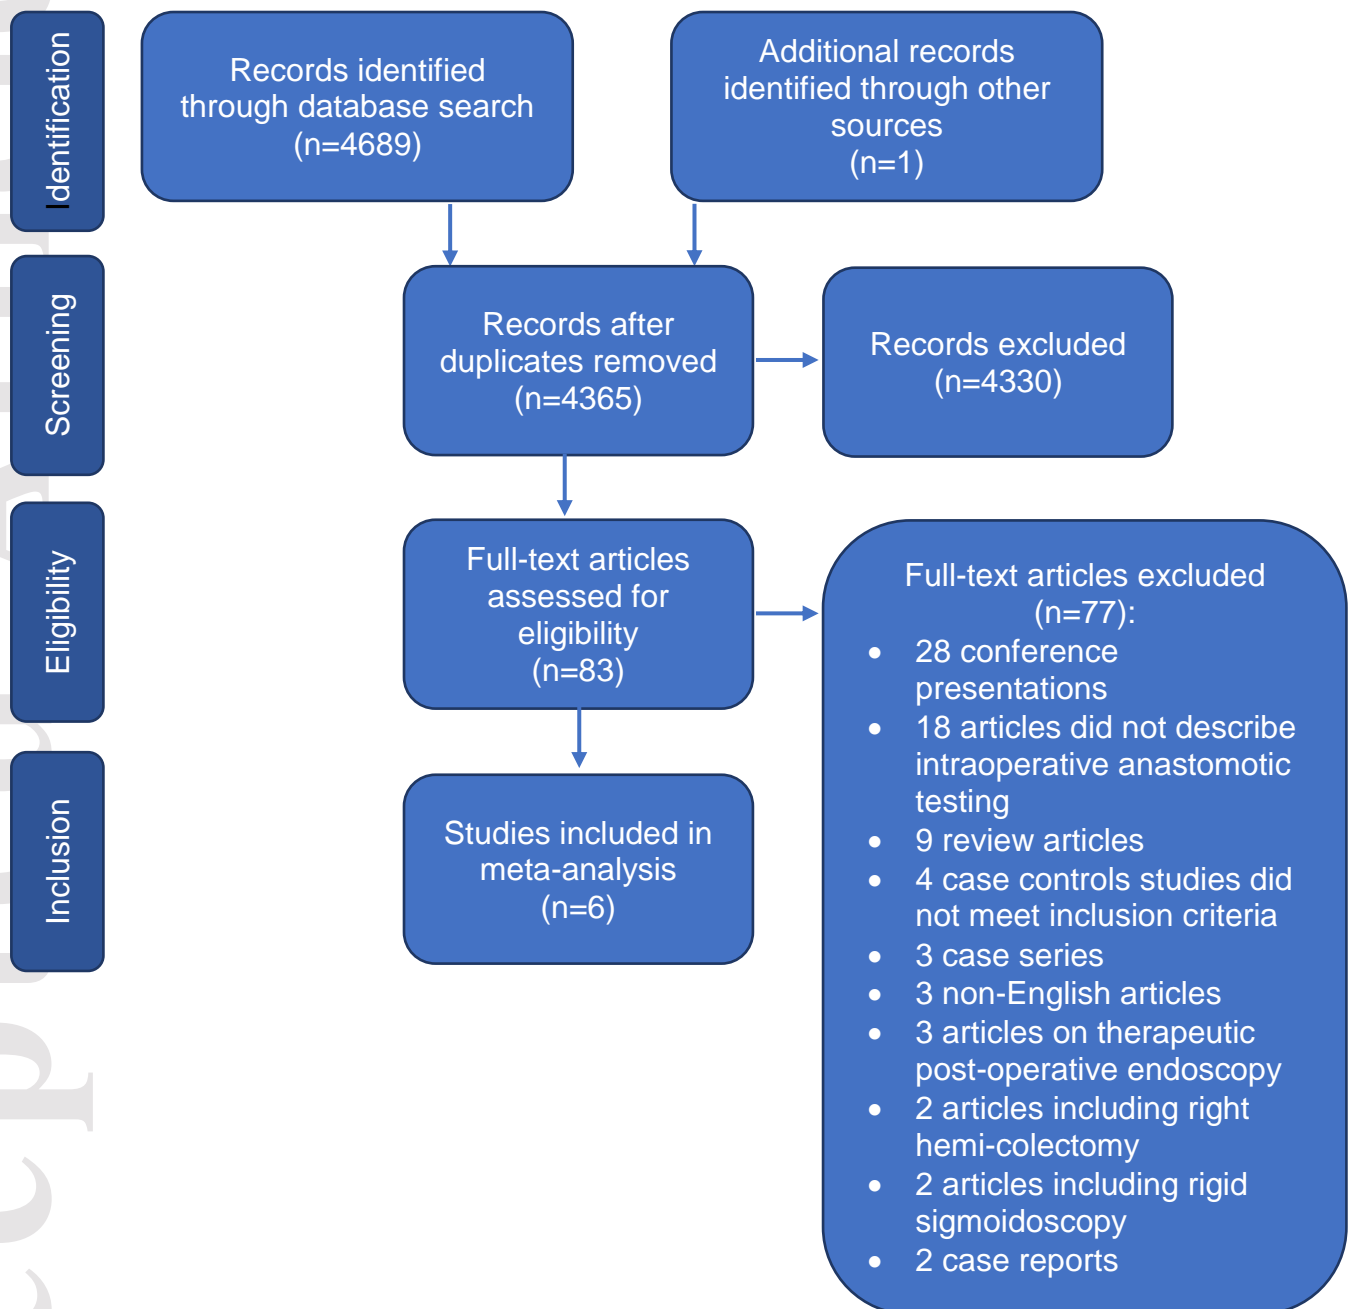 Identification
Records identified
through database search
(n=4689)
Additional records
identified through other
sources
(n=1)
Screening
Records after
duplicates removed
(n=4365)
Records excluded
(n=4330)
Eligibility
Full-text articles
assessed for
eligibility
(n=83)
Full-text articles excluded
(n=77):
• 28 conference
presentations
• 18 articles did not describe
intraoperative anastomotic
testing
• 9 review articles
• 4 case controls studies did
not meet inclusion criteria
• 3 case series
• 3 non-English articles
• 3 articles on therapeutic
post-operative endoscopy
• 2 articles including right
hemi-colectomy
• 2 articles including rigid
sigmoidoscopy
• 2 case reports
Inclusion
Studies included in
meta-analysis
(n=6)